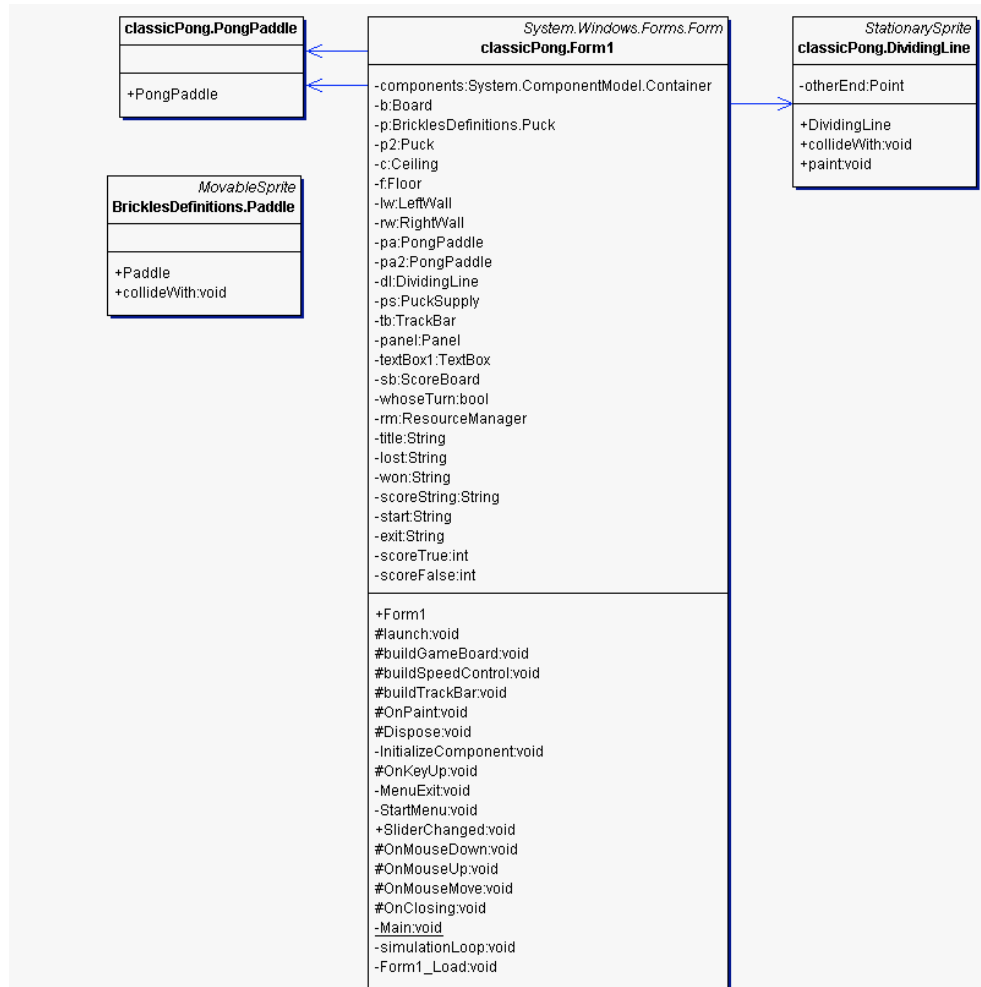 classicPong.PongPaddle
+PongPaddle
MovableSprite
BricklesDefinitions.Paddle
+Paddle
+collideWith:void
System.Windows.Forms.Form
classicPong.Form1
-components:System.ComponentModel.Container
-b:Board
-p:BricklesDefinitions.Puck
-p2:Puck
-c:Ceiling
-f:Floor
-lw:LeftWall
-rw:RightWall
-pa:PongPaddle
-pa2:PongPaddle
-dl:DividingLine
-ps:PuckSupply
-tb:TrackBar
-panel:Panel
-textBox1:TextBox
-sb:ScoreBoard
-whoseTurn:bool
-rm:ResourceManager
-title:String
-lost:String
-won:String
-scoreString:String
-start:String
-exit:String
-scoreTrue:int
-scoreFalse:int
+Form1
#launch:void
#buildGameBoard:void
#buildSpeedControl:void
#buildTrackBar:void
#OnPaint:void
#Dispose:void
-InitializeComponent:void
#OnKeyUp:void
-MenuExit:void
-StartMenu:void
+SliderChanged:void
#OnMouseDown:void
#OnMouseUp:void
#OnMouseMove:void
#OnClosing:void
-Main:void
-simulationLoop:void
-Form1_Load:void
StationarySprite
classicPong.DividingLine
-otherEnd:Point
+DividingLine
+collideWith:void
+paint:void